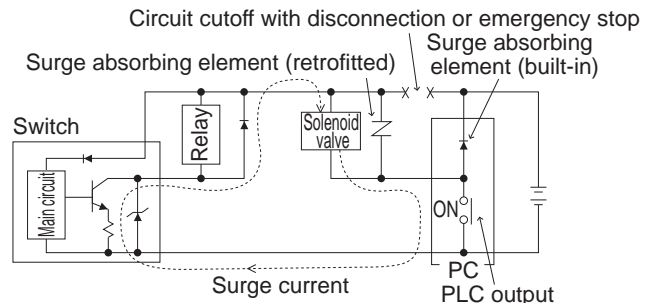 Circuit cutoff with disconnection or emergency stop
Surge absorbing
element (built-in)
Surge absorbing element (retrofitted)
Switch
Relay
Solenoid
valve
Main circuit
ON
PC
Surge current
PLC output